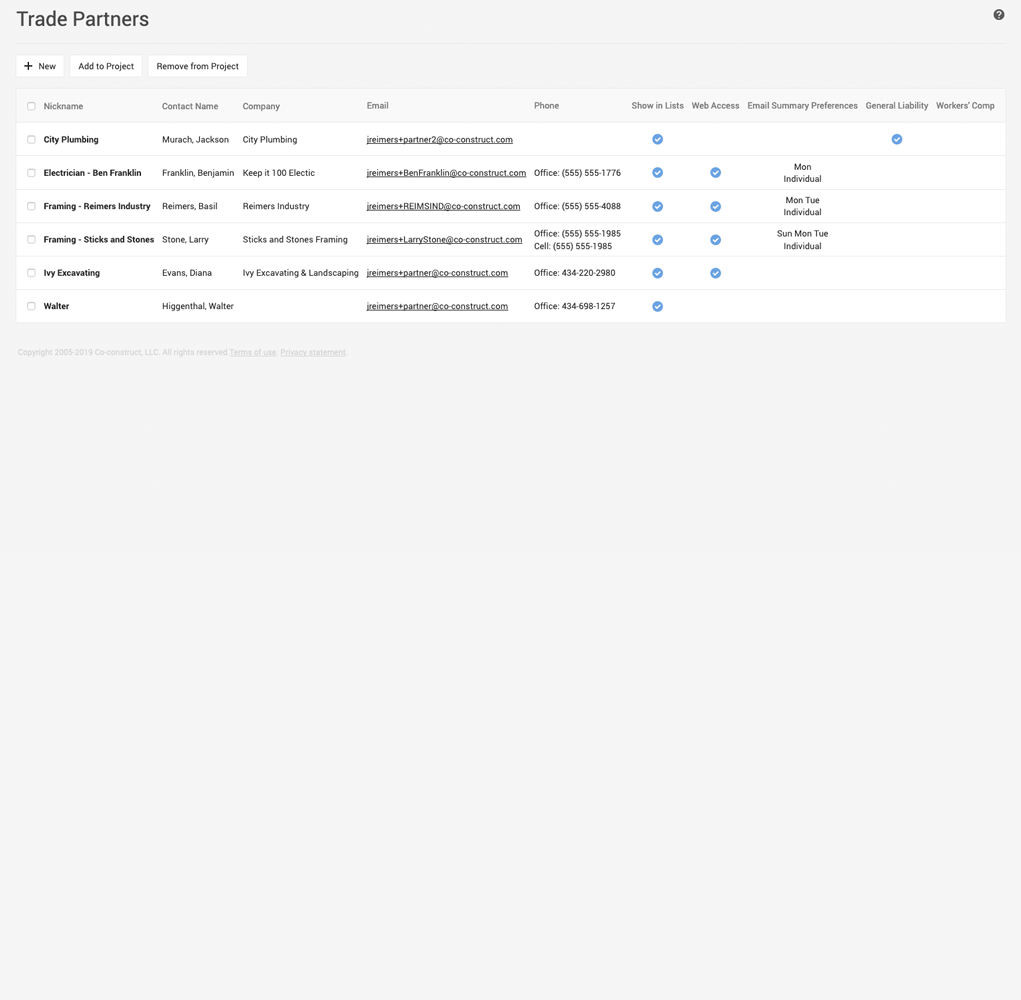 Trade Partners
+ New Add to Project Remove from Project
Nickname Contact Name Company Email Phone Show in Lists Web Access Email Summary Preferences General Liability Workers' Comp
City Plumbing Murach, Jackson City Plumbing jreimers+partner2@co-construct.com
Electrician - Ben Franklin Franklin, Benjamin Keep it 100 Electic jreimers+BenFranklin@co-construct.com Office: (555) 555-1776 Mon
Individual
Framing - Reimers Industry Reimers, Basil Reimers Industry jreimers+REIMSIND@co-construct.com Office: (555) 555-4088 Mon Tue
Individual
Framing - Sticks and Stones Stone, Larry Sticks and Stones Framing jreimers+LarryStone@co-construct.com Office: (555) 555-1985 Sun Mon Tue
Cell: (555) 555-1985 Individual
Ivy Excavating Evans, Diana Ivy Excavating & Landscaping jreimers+partner@co-construct.com Office: 434-220-2980
Walter Higgenthal, Walter jreimers+partner@co-construct.com Office: 434-698-1257
Copyright 2005-2019 Co-construct, LLC. All rights reserved.Terms of use. Privacy statement.